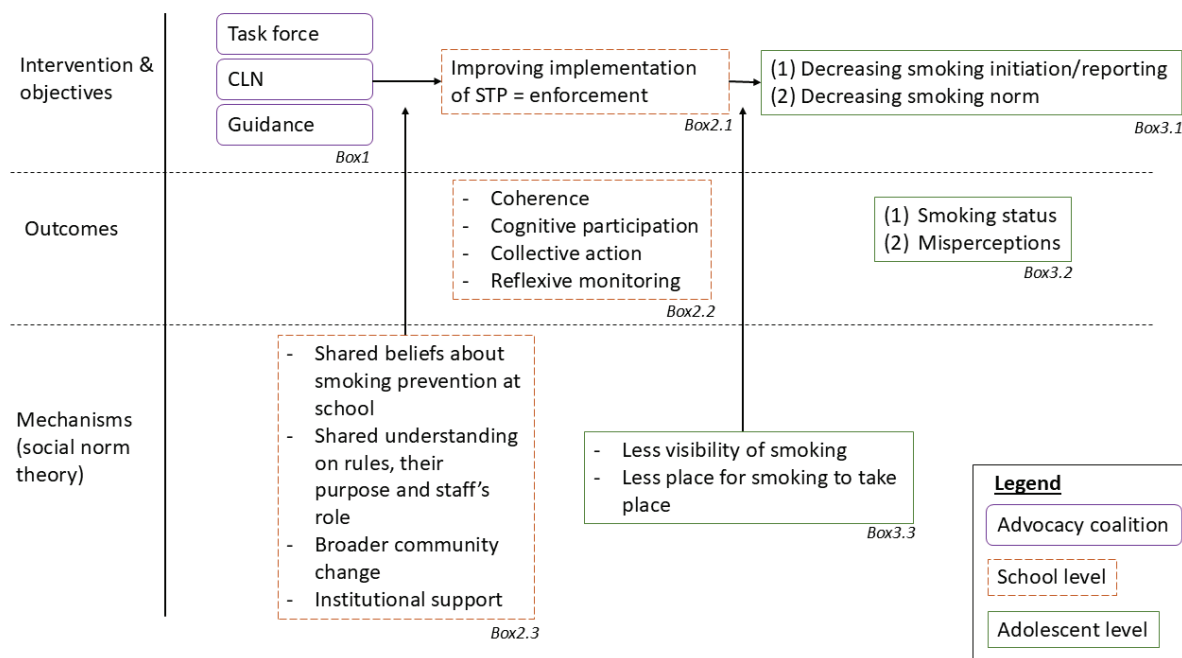 Task force
Intervention &
objectives
CLN
Guidance
Box1
Improving implementation
of STP = enforcement
Box2.1
(1) Decreasing smoking initiation/reporting
(2) Decreasing smoking norm
Box3.1
Outcomes
- Coherence
- Cognitive participation
- Collective action
- Reflexive monitoring
Box2.2
(1) Smoking status
(2) Misperceptions
Box3.2
Mechanisms
(social norm
theory)
- Shared beliefs about
smoking prevention at
school
- Shared understanding
on rules, their
purpose and staff's
role
- Broader community
change
- Institutional support
Box2.3
- Less visibility of smoking
- Less place for smoking to take
place
Box3.3
Legend
Advocacy coalition
School level
Adolescent level